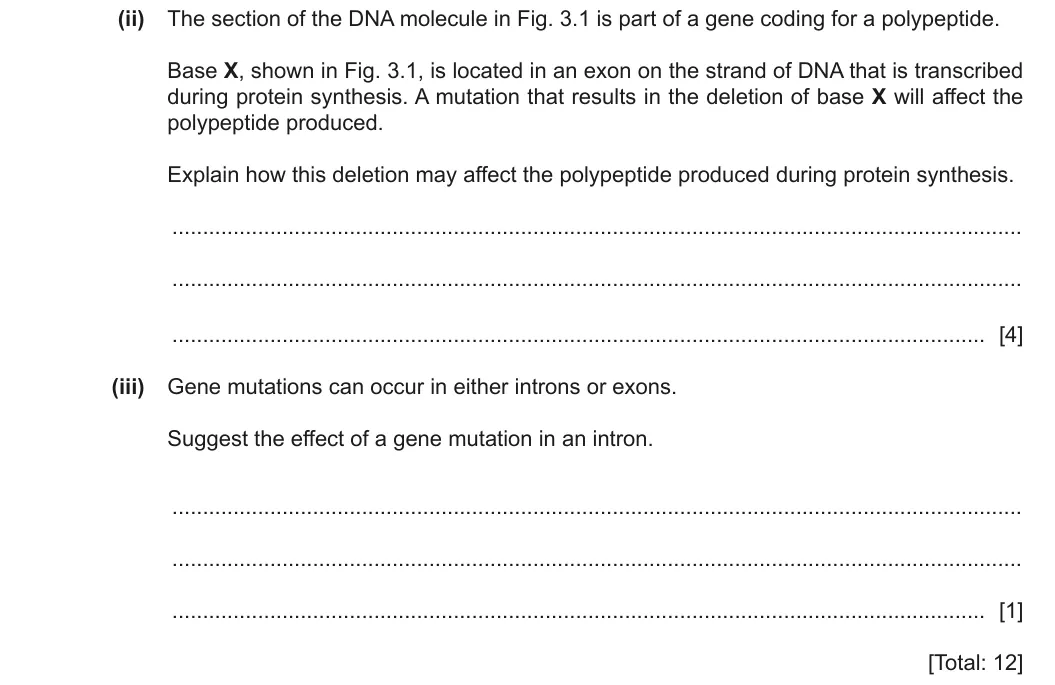 (ii) The section of the DNA molecule in Fig. 3.1 is part of a gene coding for a polypeptide.
Base X, shown in Fig. 3.1, is located in an exon on the strand of DNA that is transcribed
during protein synthesis. A mutation that results in the deletion of base X will affect the
polypeptide produced.
Explain how this deletion may affect the polypeptide produced during protein synthesis.
[4]
(iii) Gene mutations can occur in either introns or exons.
Suggest the effect of a gene mutation in an intron.
[1]
[Total: 12]